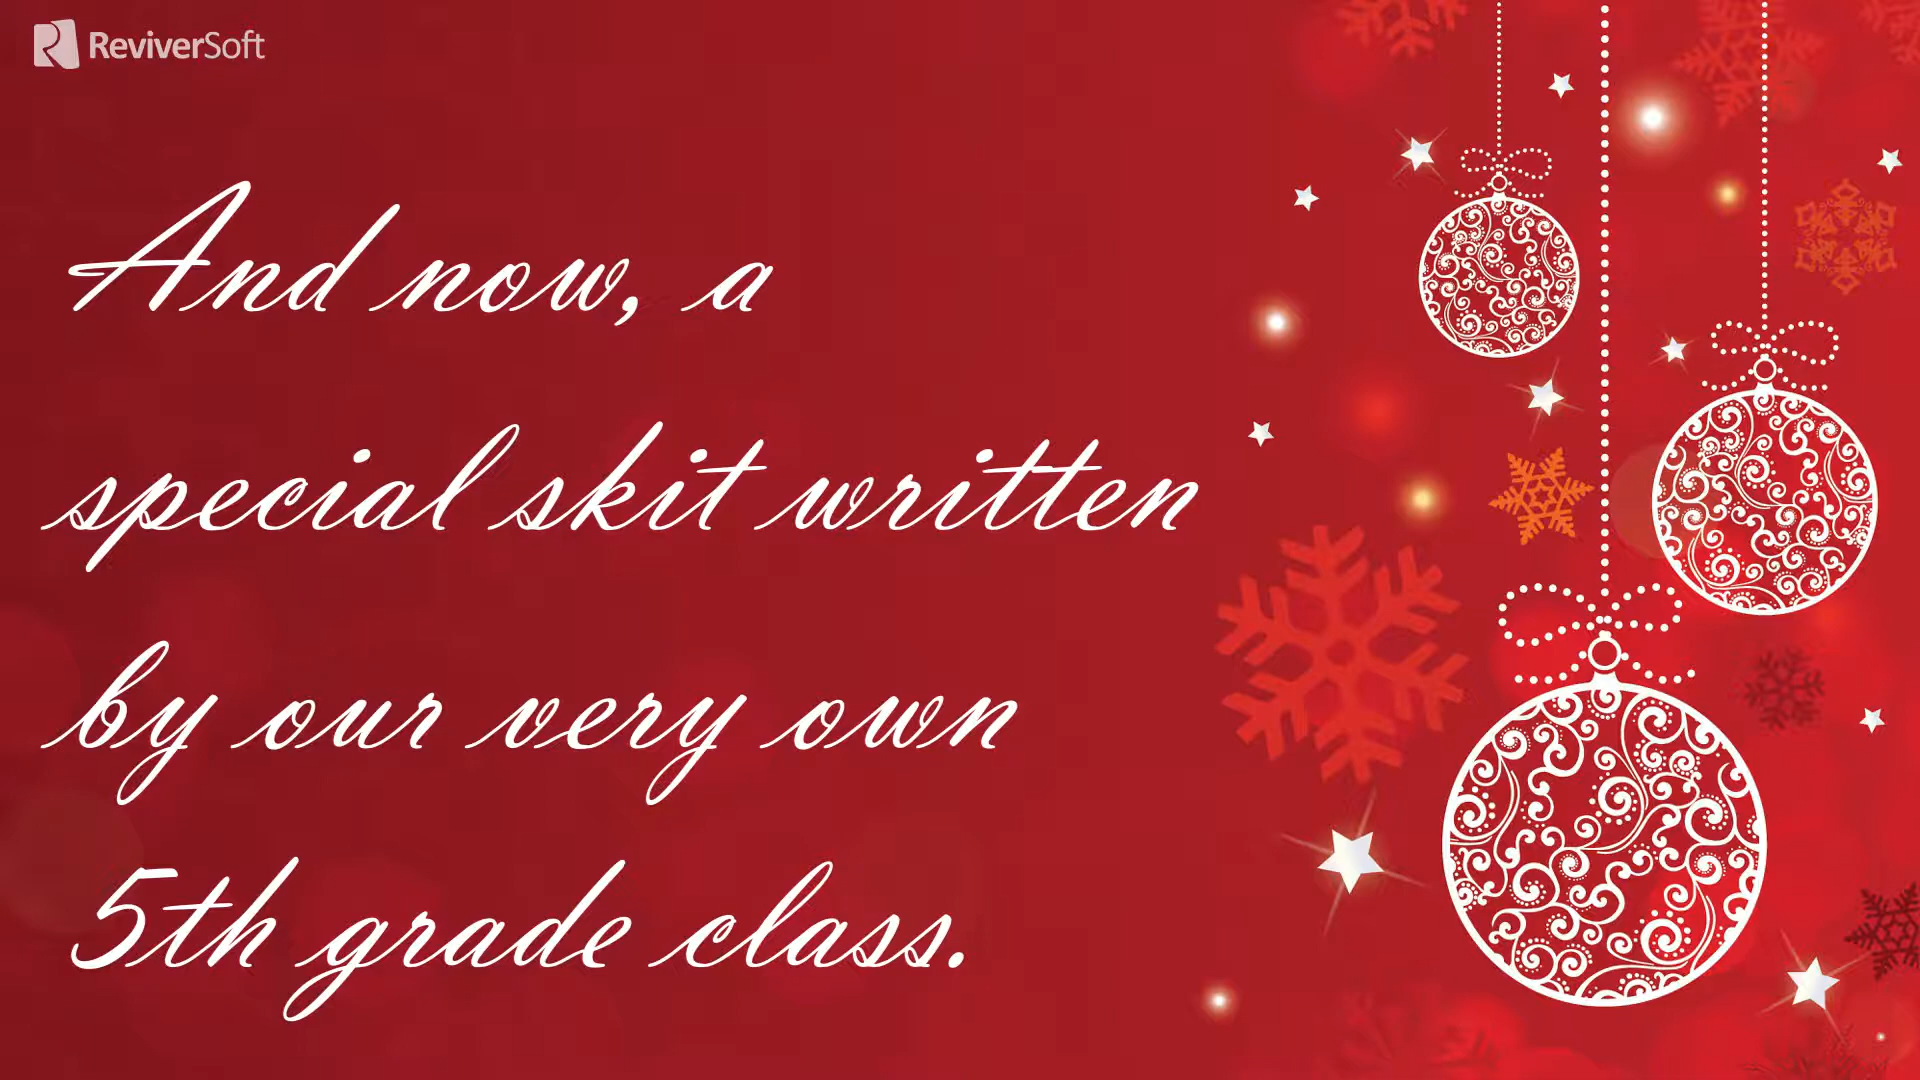 ReviverSoft
And now, a
special skit written
by our very own
5th grade class.